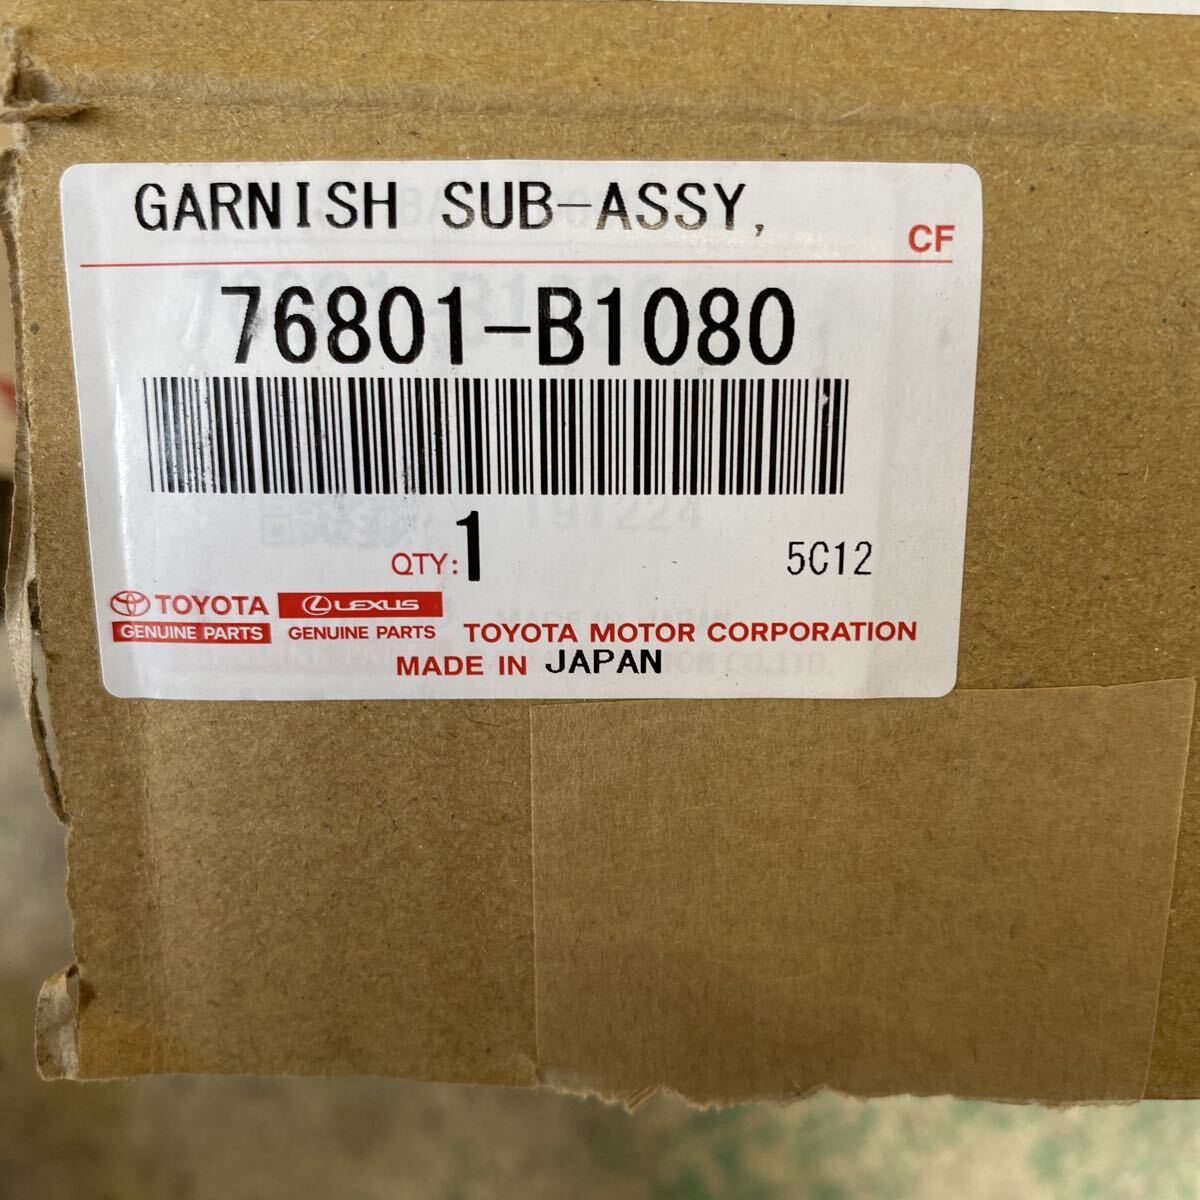 GARNISH SUB-ASSY,
CF
76801-B1080
QTY: 1
5C12
TOYOTA LEXUS
GENUINE PARTS GENUINE PARTS TOYOTA MOTOR CORPORATION
MADE IN JAPAN
191224